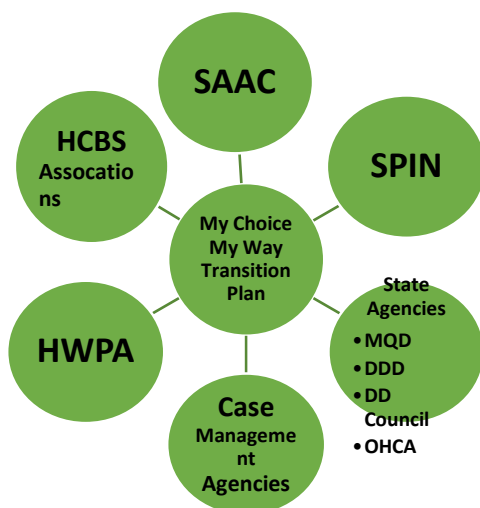 SAAC
HCBS
Assocatio
ns
SPIN
My Choice
My Way
Transition
Plan
State
Agencies
•MQD
•DDD
•DD
Council
•OHCA
HWPA
Case
Manageme
nt
Agencies